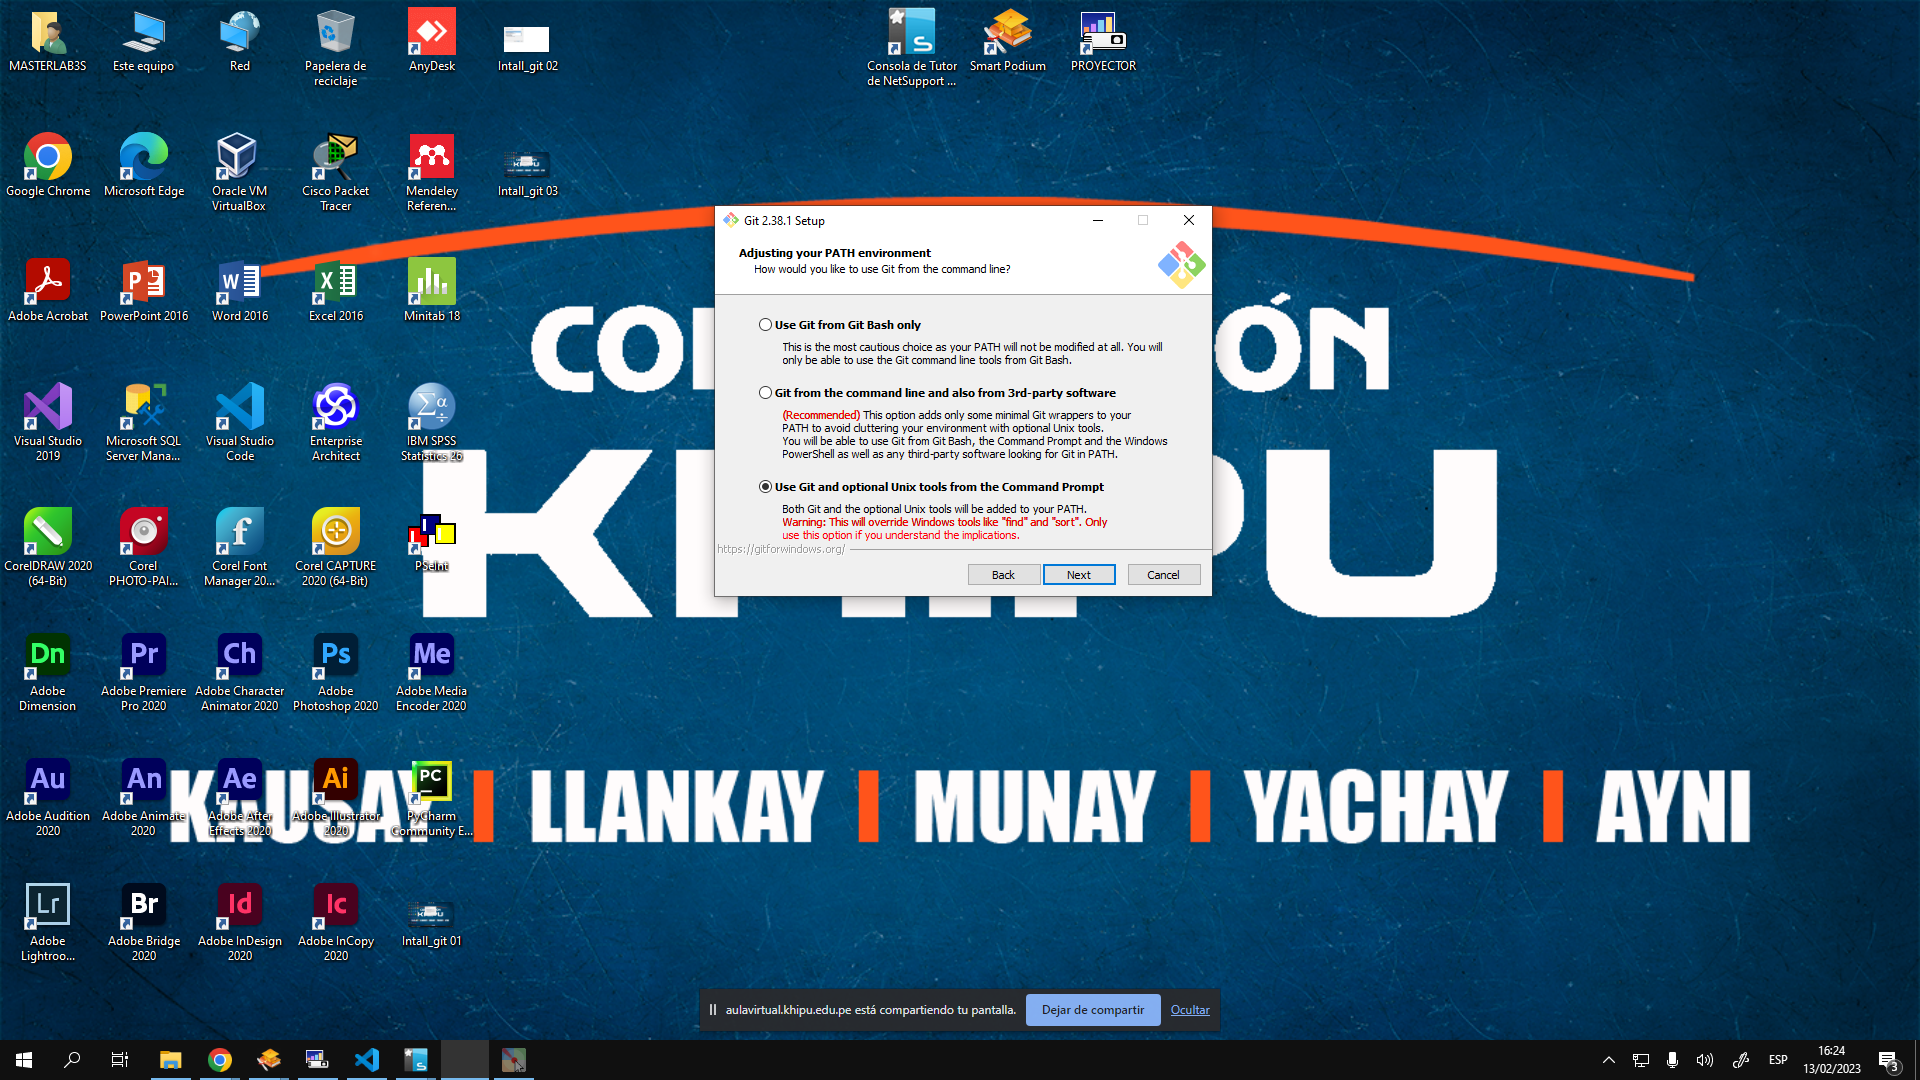 MASTERLAB3S
Este equipo
Red
Papelera de
reciclaje
AnyDesk
Intall_git 02
Consola de Tutor
de NetSupport ...
Smart Podium
PROYECTOR
Google Chrome
Microsoft Edge
Oracle VM
VirtualBox
Cisco Packet
Tracer
Mendeley
Referen...
Intall_git 03
Adobe Acrobat
PowerPoint 2016
Word 2016
Excel 2016
Minitab 18
Visual Studio
2019
Microsoft SQL
Server Mana...
Visual Studio
Code
Enterprise
Architect
IBM SPSS
Statistics 26
CorelDRAW 2020
(64-Bit)
Corel
PHOTO-PAI...
Corel Font
Manager 20...
Corel CAPTURE
2020 (64-Bit)
PSeInt
Dn
Adobe
Dimension
Pr
Adobe Premiere
Pro 2020
Ch
Adobe Character
Animator 2020
Ps
Adobe
Photoshop 2020
Me
Adobe Media
Encoder 2020
Au
Adobe Audition
2020
An
Adobe Animate
2020
Ae
Adobe After
Effects 2020
Ai
Adobe Illustrator
2020
PC
PyCharm
Community E...
Lr
Adobe
Lightroo...
Br
Adobe Bridge
2020
Id
Adobe InDesign
2020
Ic
Adobe InCopy
2020
Intall_git 01
Git 2.38.1 Setup
Adjusting your PATH environment
How would you like to use Git from the command line?
Use Git from Git Bash only
This is the most cautious choice as your PATH will not be modified at all. You will
only be able to use the Git command line tools from Git Bash.
Git from the command line and also from 3rd-party software
(Recommended) This option adds only some minimal Git wrappers to your
PATH to avoid cluttering your environment with optional Unix tools.
You will be able to use Git from Git Bash, the Command Prompt and the Windows
PowerShell as well as any third-party software looking for Git in PATH.
Use Git and optional Unix tools from the Command Prompt
Both Git and the optional Unix tools will be added to your PATH.
Warning: This will override Windows tools like "find" and "sort". Only
use this option if you understand the implications.
https://gitforwindows.org/
Back
Next
Cancel
KAUSAY I LLANKAY I MUNAY I YACHAY I AYNI
aulavirtual.khipu.edu.pe está compartiendo tu pantalla.
Dejar de compartir
Ocultar
ESP
16:24
13/02/2023
3